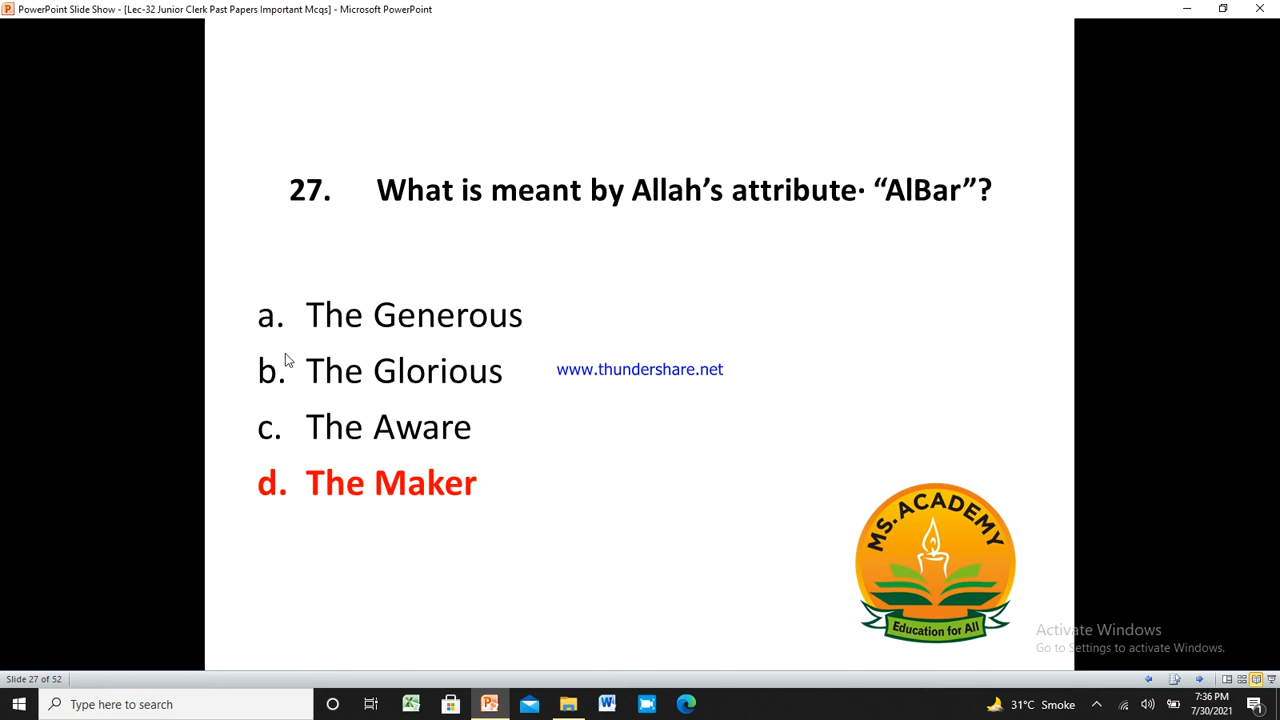 PowerPoint Slide Show - [Lec-32 Junior Clerk Past Papers Important Mcqs] - Microsoft PowerPoint
27. What is meant by Allah’s attribute· “AlBar”?
a. The Generous
b. The Glorious
www.thundershare.net
c. The Aware
d. The Maker
MS.ACADEMY
Education for All
Activate Windows
Go to Settings to activate Windows.
Slide 27 of 52
Type here to search
31°C Smoke
7:36 PM
7/30/2021